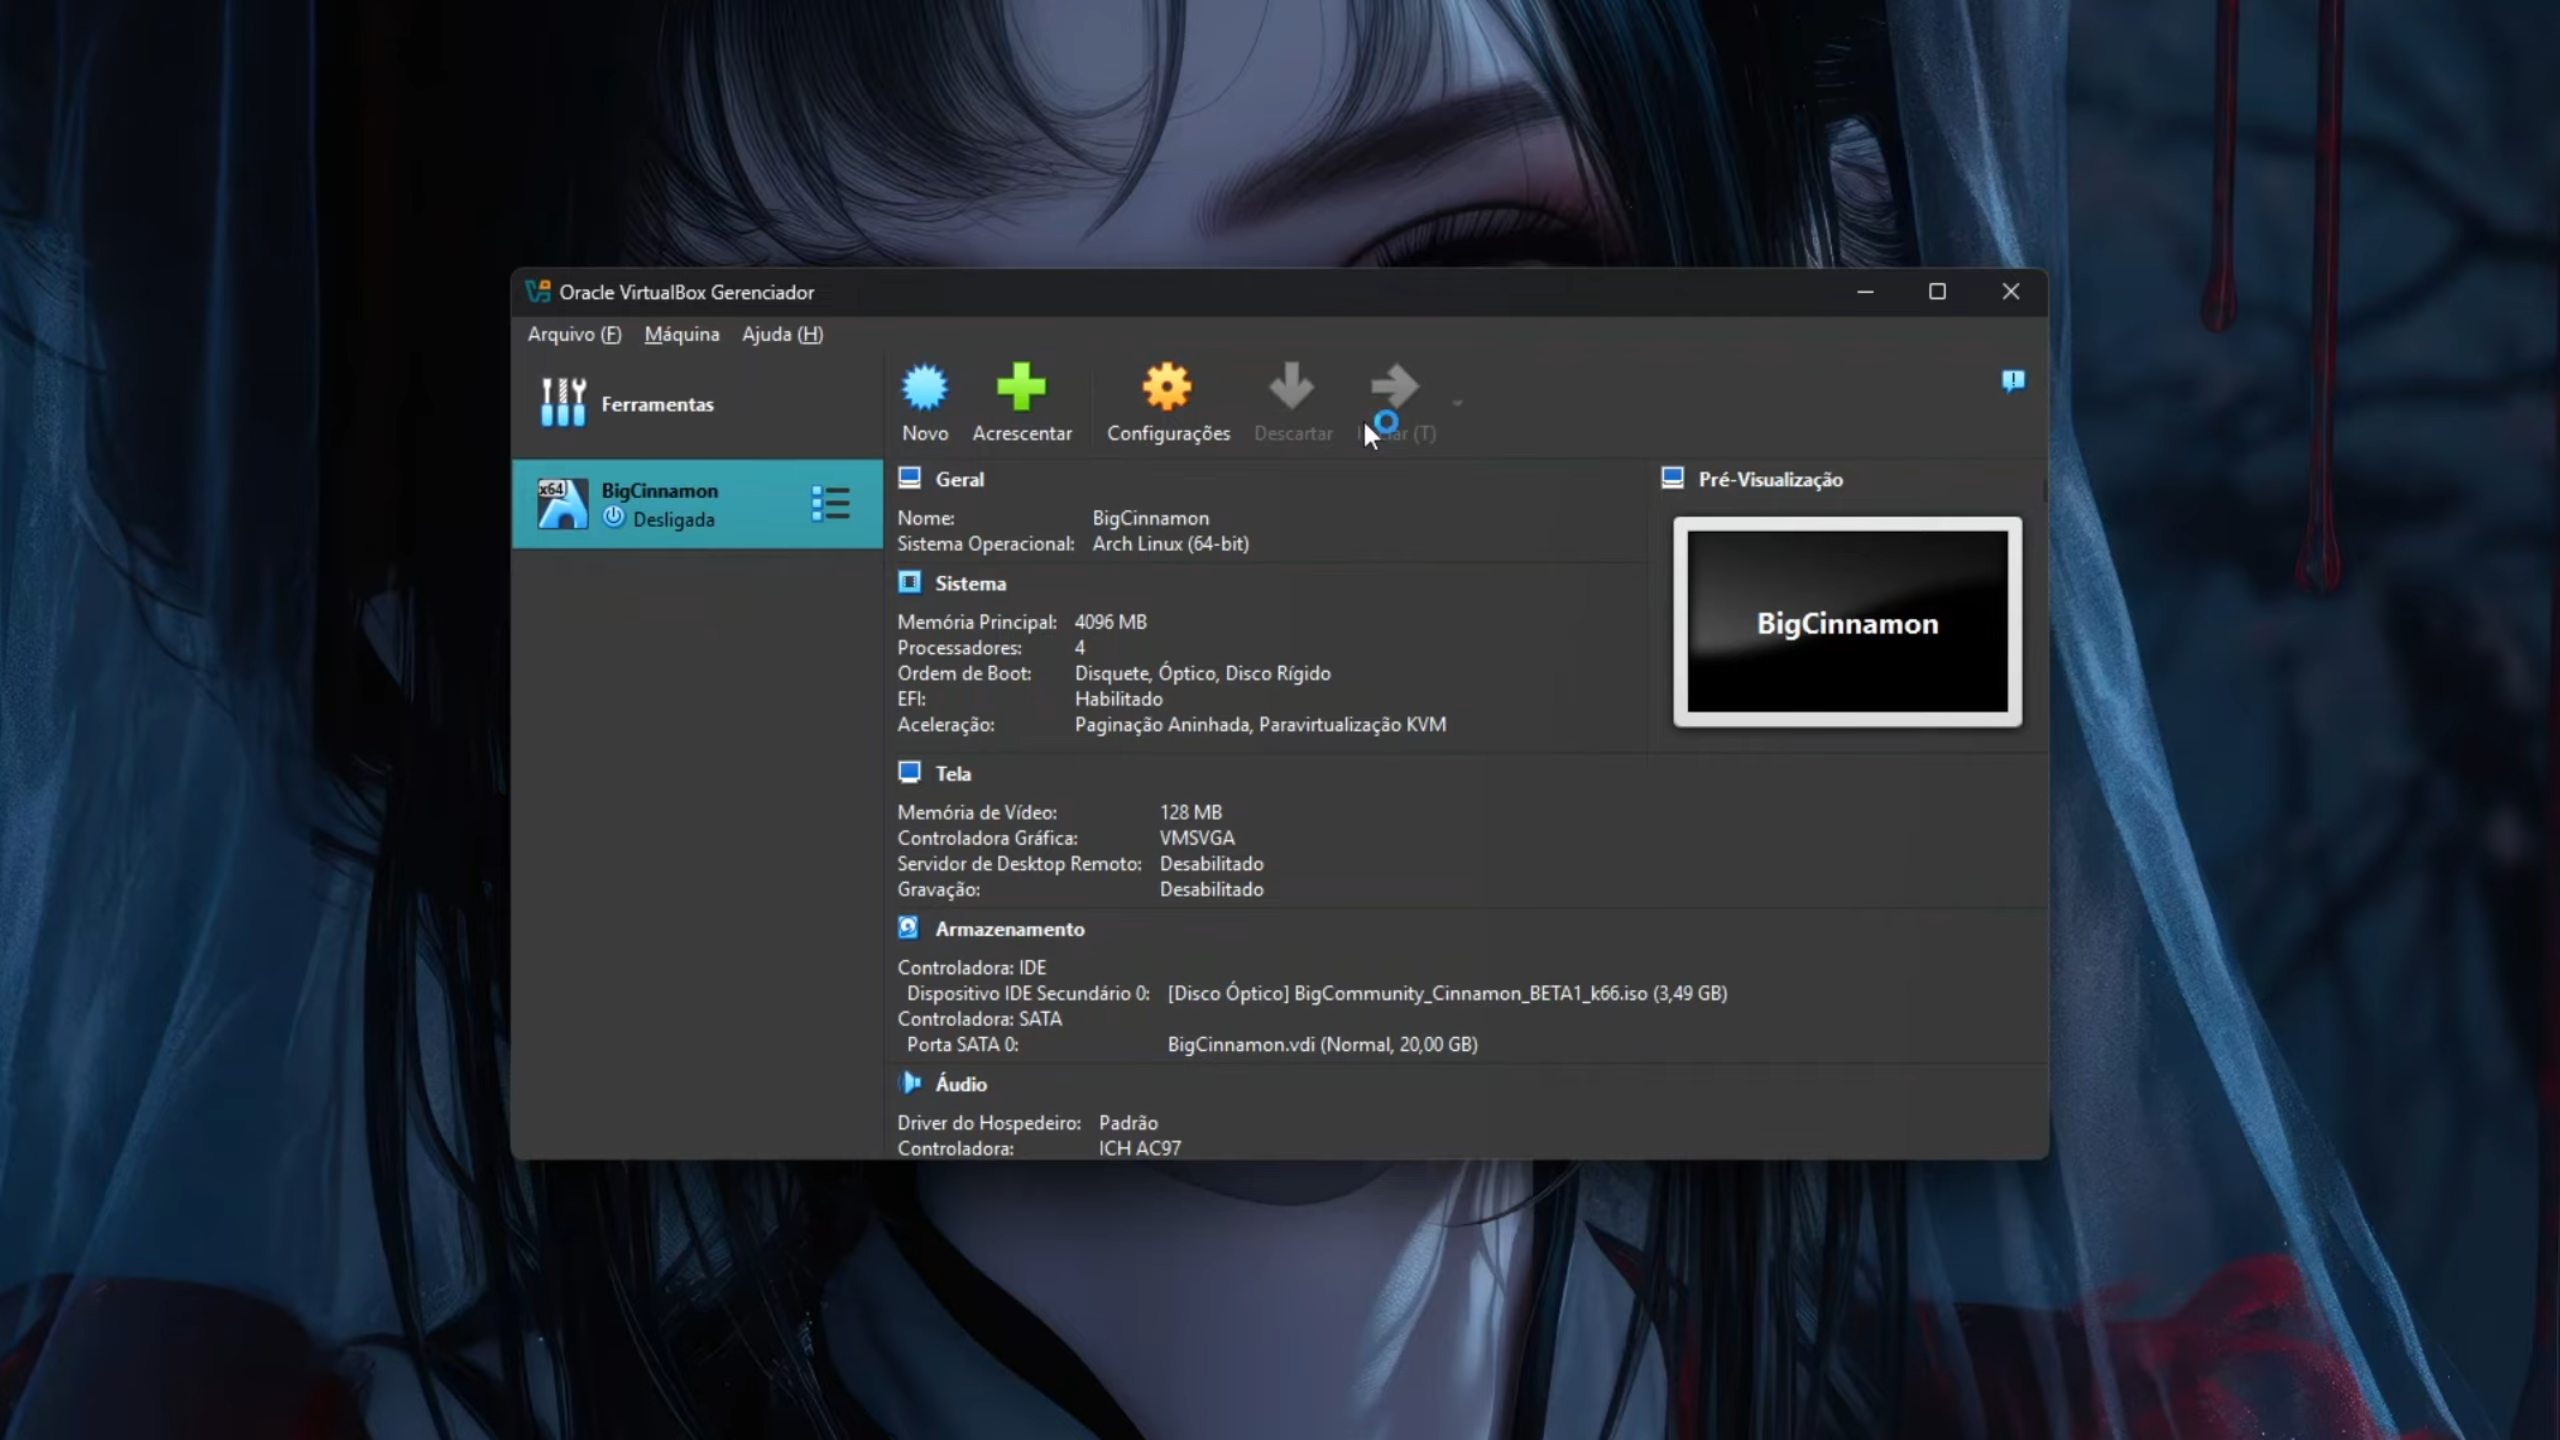 Oracle VirtualBox Gerenciador
Arquivo (F) Máquina Ajuda (H)
Ferramentas
Novo Acrescentar Configurações Descartar (T)
x64
BigCinnamon
Desligada
Geral
Nome: BigCinnamon
Sistema Operacional: Arch Linux (64-bit)
Sistema
Memória Principal: 4096 MB
Processadores: 4
Ordem de Boot: Disquete, Óptico, Disco Rígido
EFI: Habilitado
Aceleração: Paginação Aninhada, Paravirtualização KVM
Pré-Visualização
BigCinnamon
Tela
Memória de Vídeo: 128 MB
Controladora Gráfica: VMSVGA
Servidor de Desktop Remoto: Desabilitado
Gravação: Desabilitado
Armazenamento
Controladora: IDE
Dispositivo IDE Secundário 0: [Disco Óptico] BigCommunity_Cinnamon_BETA1_k66.iso (3,49 GB)
Controladora: SATA
Porta SATA 0: BigCinnamon.vdi (Normal, 20,00 GB)
Áudio
Driver do Hospedeiro: Padrão
Controladora: ICH AC97